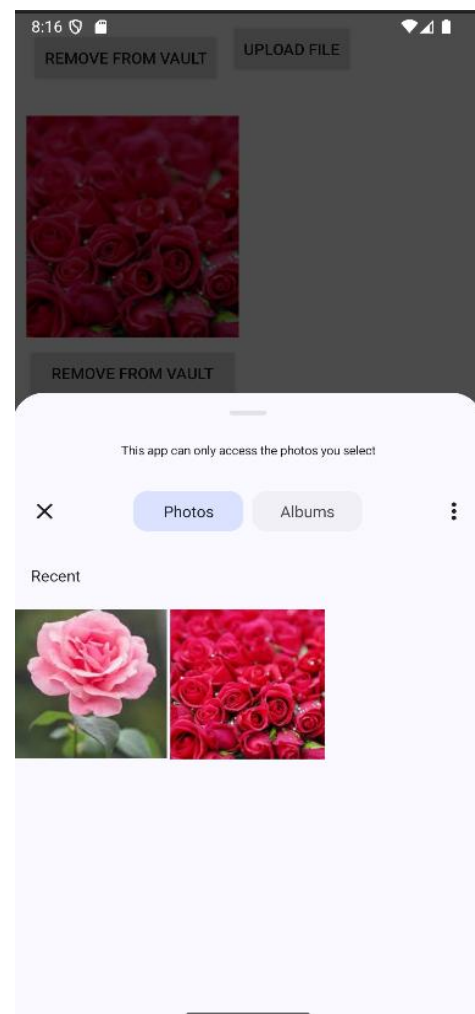 8:16
REMOVE FROM VAULT
UPLOAD FILE
REMOVE FROM VAULT
This app can only access the photos you select
Photos
Albums
Recent